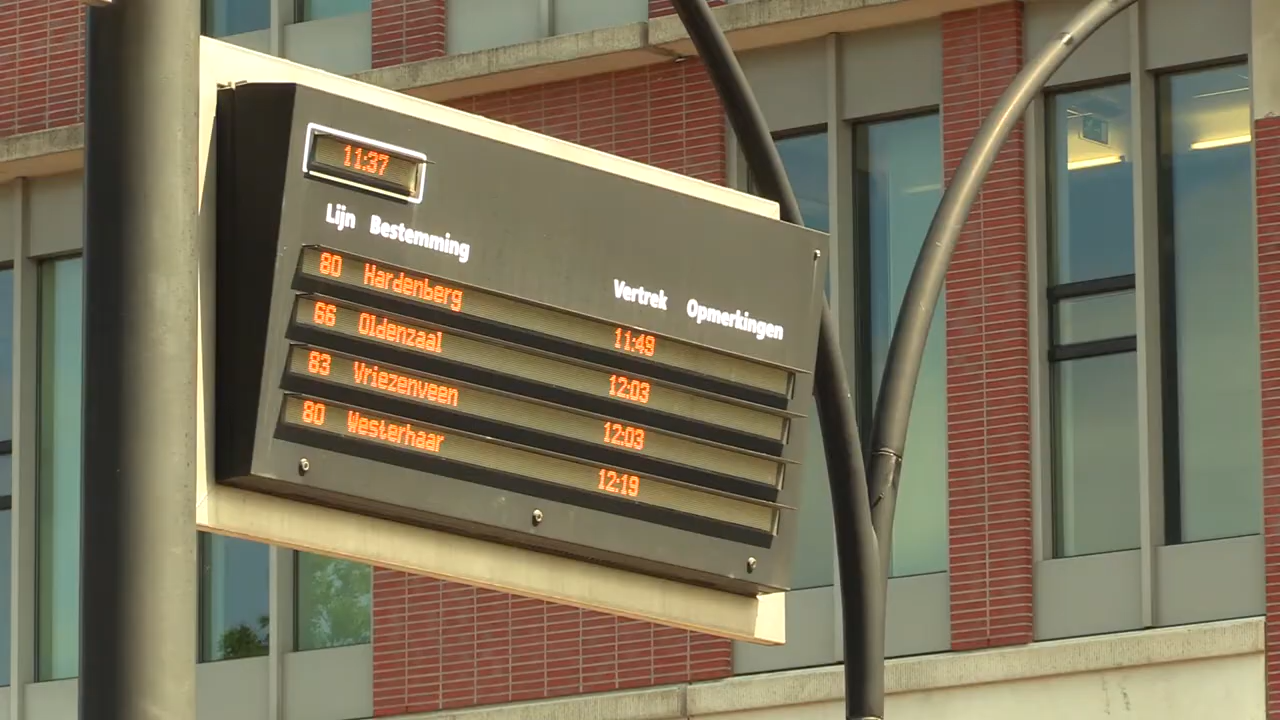 11:37
Lijn Bestemming Vertrek Opmerkingen
80 Hardenberg 11:49
66 Oldenzaal 12:03
83 Vriezenveen 12:03
80 Westerhaar 12:19